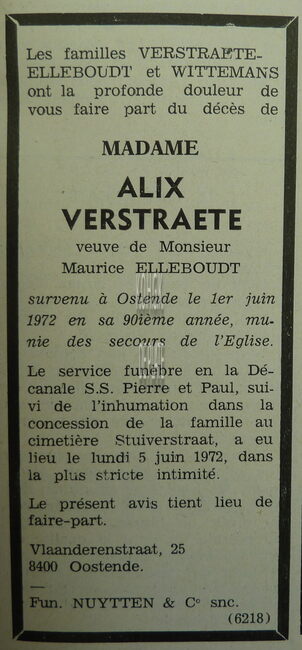 Les familles VERSTRAETE-
ELLEBOUDT et WITTEMANS
ont la profonde douleur de
vous faire part du décès de
MADAME
ALIX
VERSTRAETE
veuve de Monsieur
Maurice ELLEBOUDT
survenu à Ostende le 1er juin
1972 en sa 90ième année, mu-
nie des secours de l'Eglise.
Le service funèbre en la Dé-
canale S.S. Pierre et Paul, sui-
vi de l'inhumation dans la
concession de la famille au
cimetière Stuiverstraat, a eu
lieu le lundi 5 juin 1972, dans
la plus stricte intimité.
Le présent avis tient lieu de
faire-part.
Vlaanderenstraat, 25
8400 Oostende.
—
Fun. NUYTTEN & C° snc.
(6218)